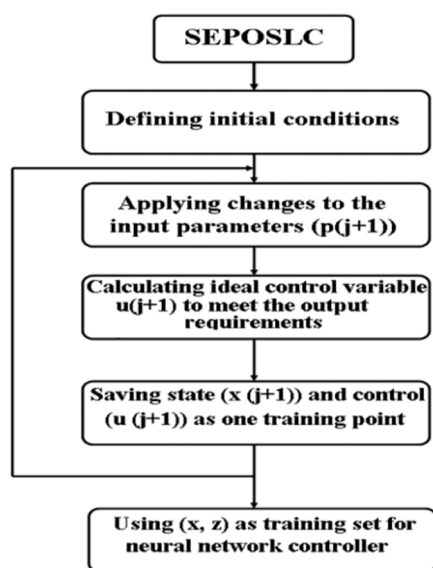 SEPOSLC
Defining initial conditions
Applying changes to the
input parameters (p(j+1))
Calculating ideal control variable
u(j+1) to meet the output
requirements
Saving state (x (j+1)) and control
(u (j+1)) as one training point
Using (x, z) as training set for
neural network controller